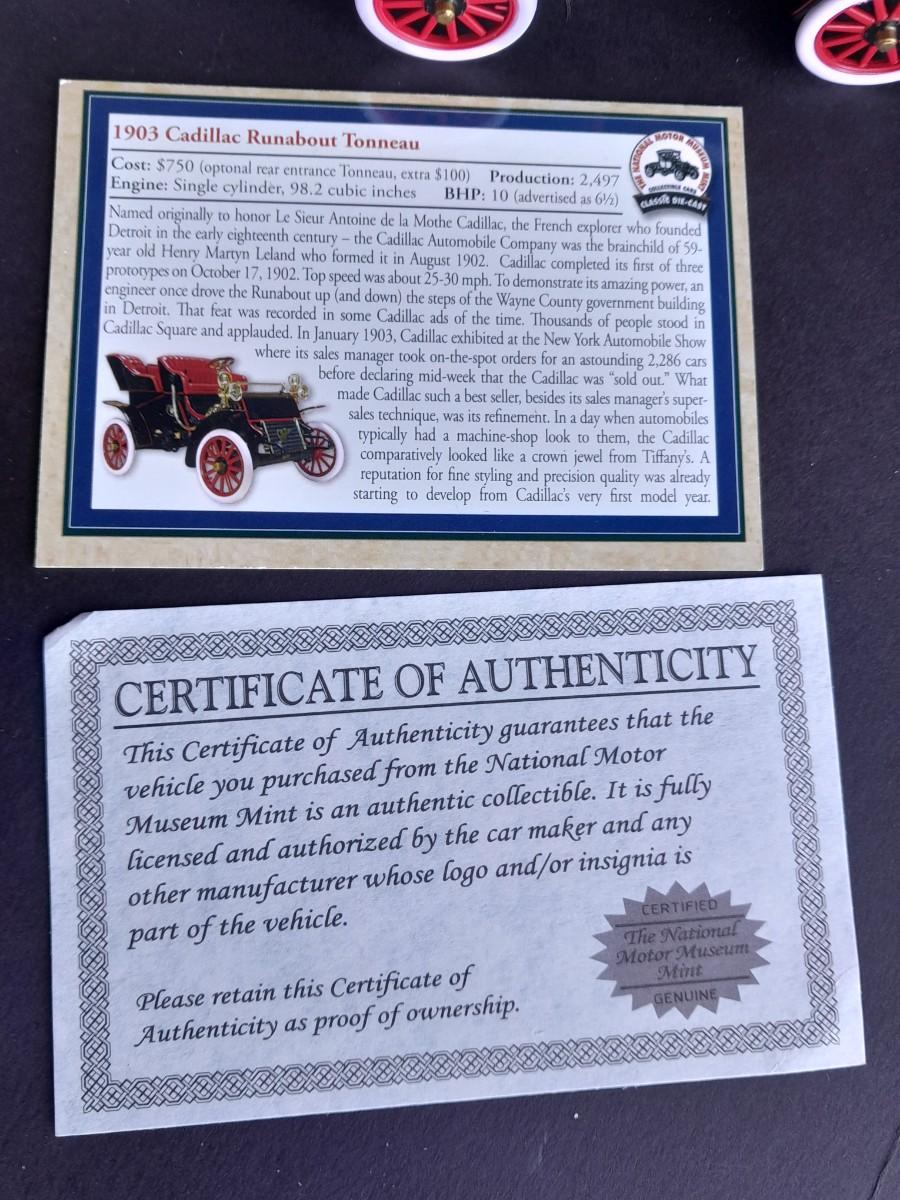 1903 Cadillac Runabout Tonneau
Cost: $750 (optonal rear entrance Tonneau, extra $100) Production: 2,497
Engine: Single cylinder, 98.2 cubic inches BHP: 10 (advertised as 6½)
THE NATIONAL MOTOR MUSEUM MINT
COLLECTIBLE CARS
CLASSIC DIE-CAST
Named originally to honor Le Sieur Antoine de la Mothe Cadillac, the French explorer who founded
Detroit in the early eighteenth century – the Cadillac Automobile Company was the brainchild of 59-
year old Henry Martyn Leland who formed it in August 1902. Cadillac completed its first of three
prototypes on October 17, 1902. Top speed was about 25-30 mph. To demonstrate its amazing power, an
engineer once drove the Runabout up (and down) the steps of the Wayne County government building
in Detroit. That feat was recorded in some Cadillac ads of the time. Thousands of people stood in
Cadillac Square and applauded. In January 1903, Cadillac exhibited at the New York Automobile Show
where its sales manager took on-the-spot orders for an astounding 2,286 cars
before declaring mid-week that the Cadillac was “sold out.” What
made Cadillac such a best seller, besides its sales manager's super-
sales technique, was its refinement. In a day when automobiles
typically had a machine-shop look to them, the Cadillac
comparatively looked like a crown jewel from Tiffany's. A
reputation for fine styling and precision quality was already
starting to develop from Cadillac's very first model year.
CERTIFICATE OF AUTHENTICITY
This Certificate of Authenticity guarantees that the
vehicle you purchased from the National Motor
Museum Mint is an authentic collectible. It is fully
licensed and authorized by the car maker and any
other manufacturer whose logo and/or insignia is
part of the vehicle.
Please retain this Certificate of
Authenticity as proof of ownership.
CERTIFIED
The National
Motor Museum
Mint
GENUINE